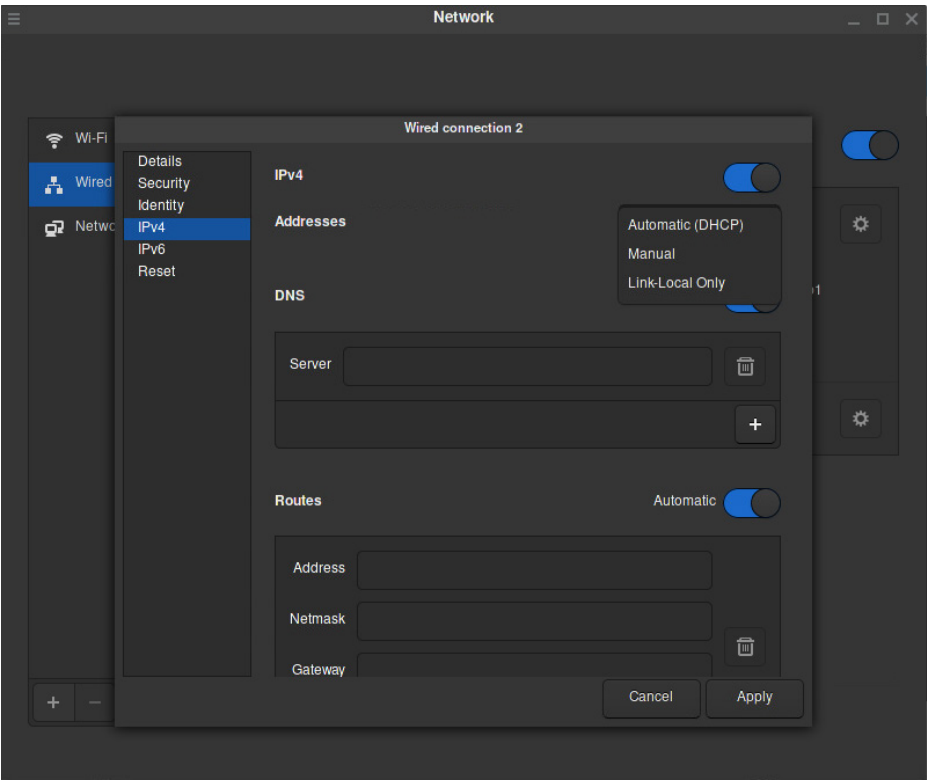 Network
Wired connection 2
Wi-Fi
Wired
Netwo
Details
Security
Identity
IPv4
IPv6
Reset
IPv4
Addresses
Automatic (DHCP)
Manual
Link-Local Only
DNS
Server
+
Routes
Automatic
Address
Netmask
Gateway
Cancel
Apply
+ −